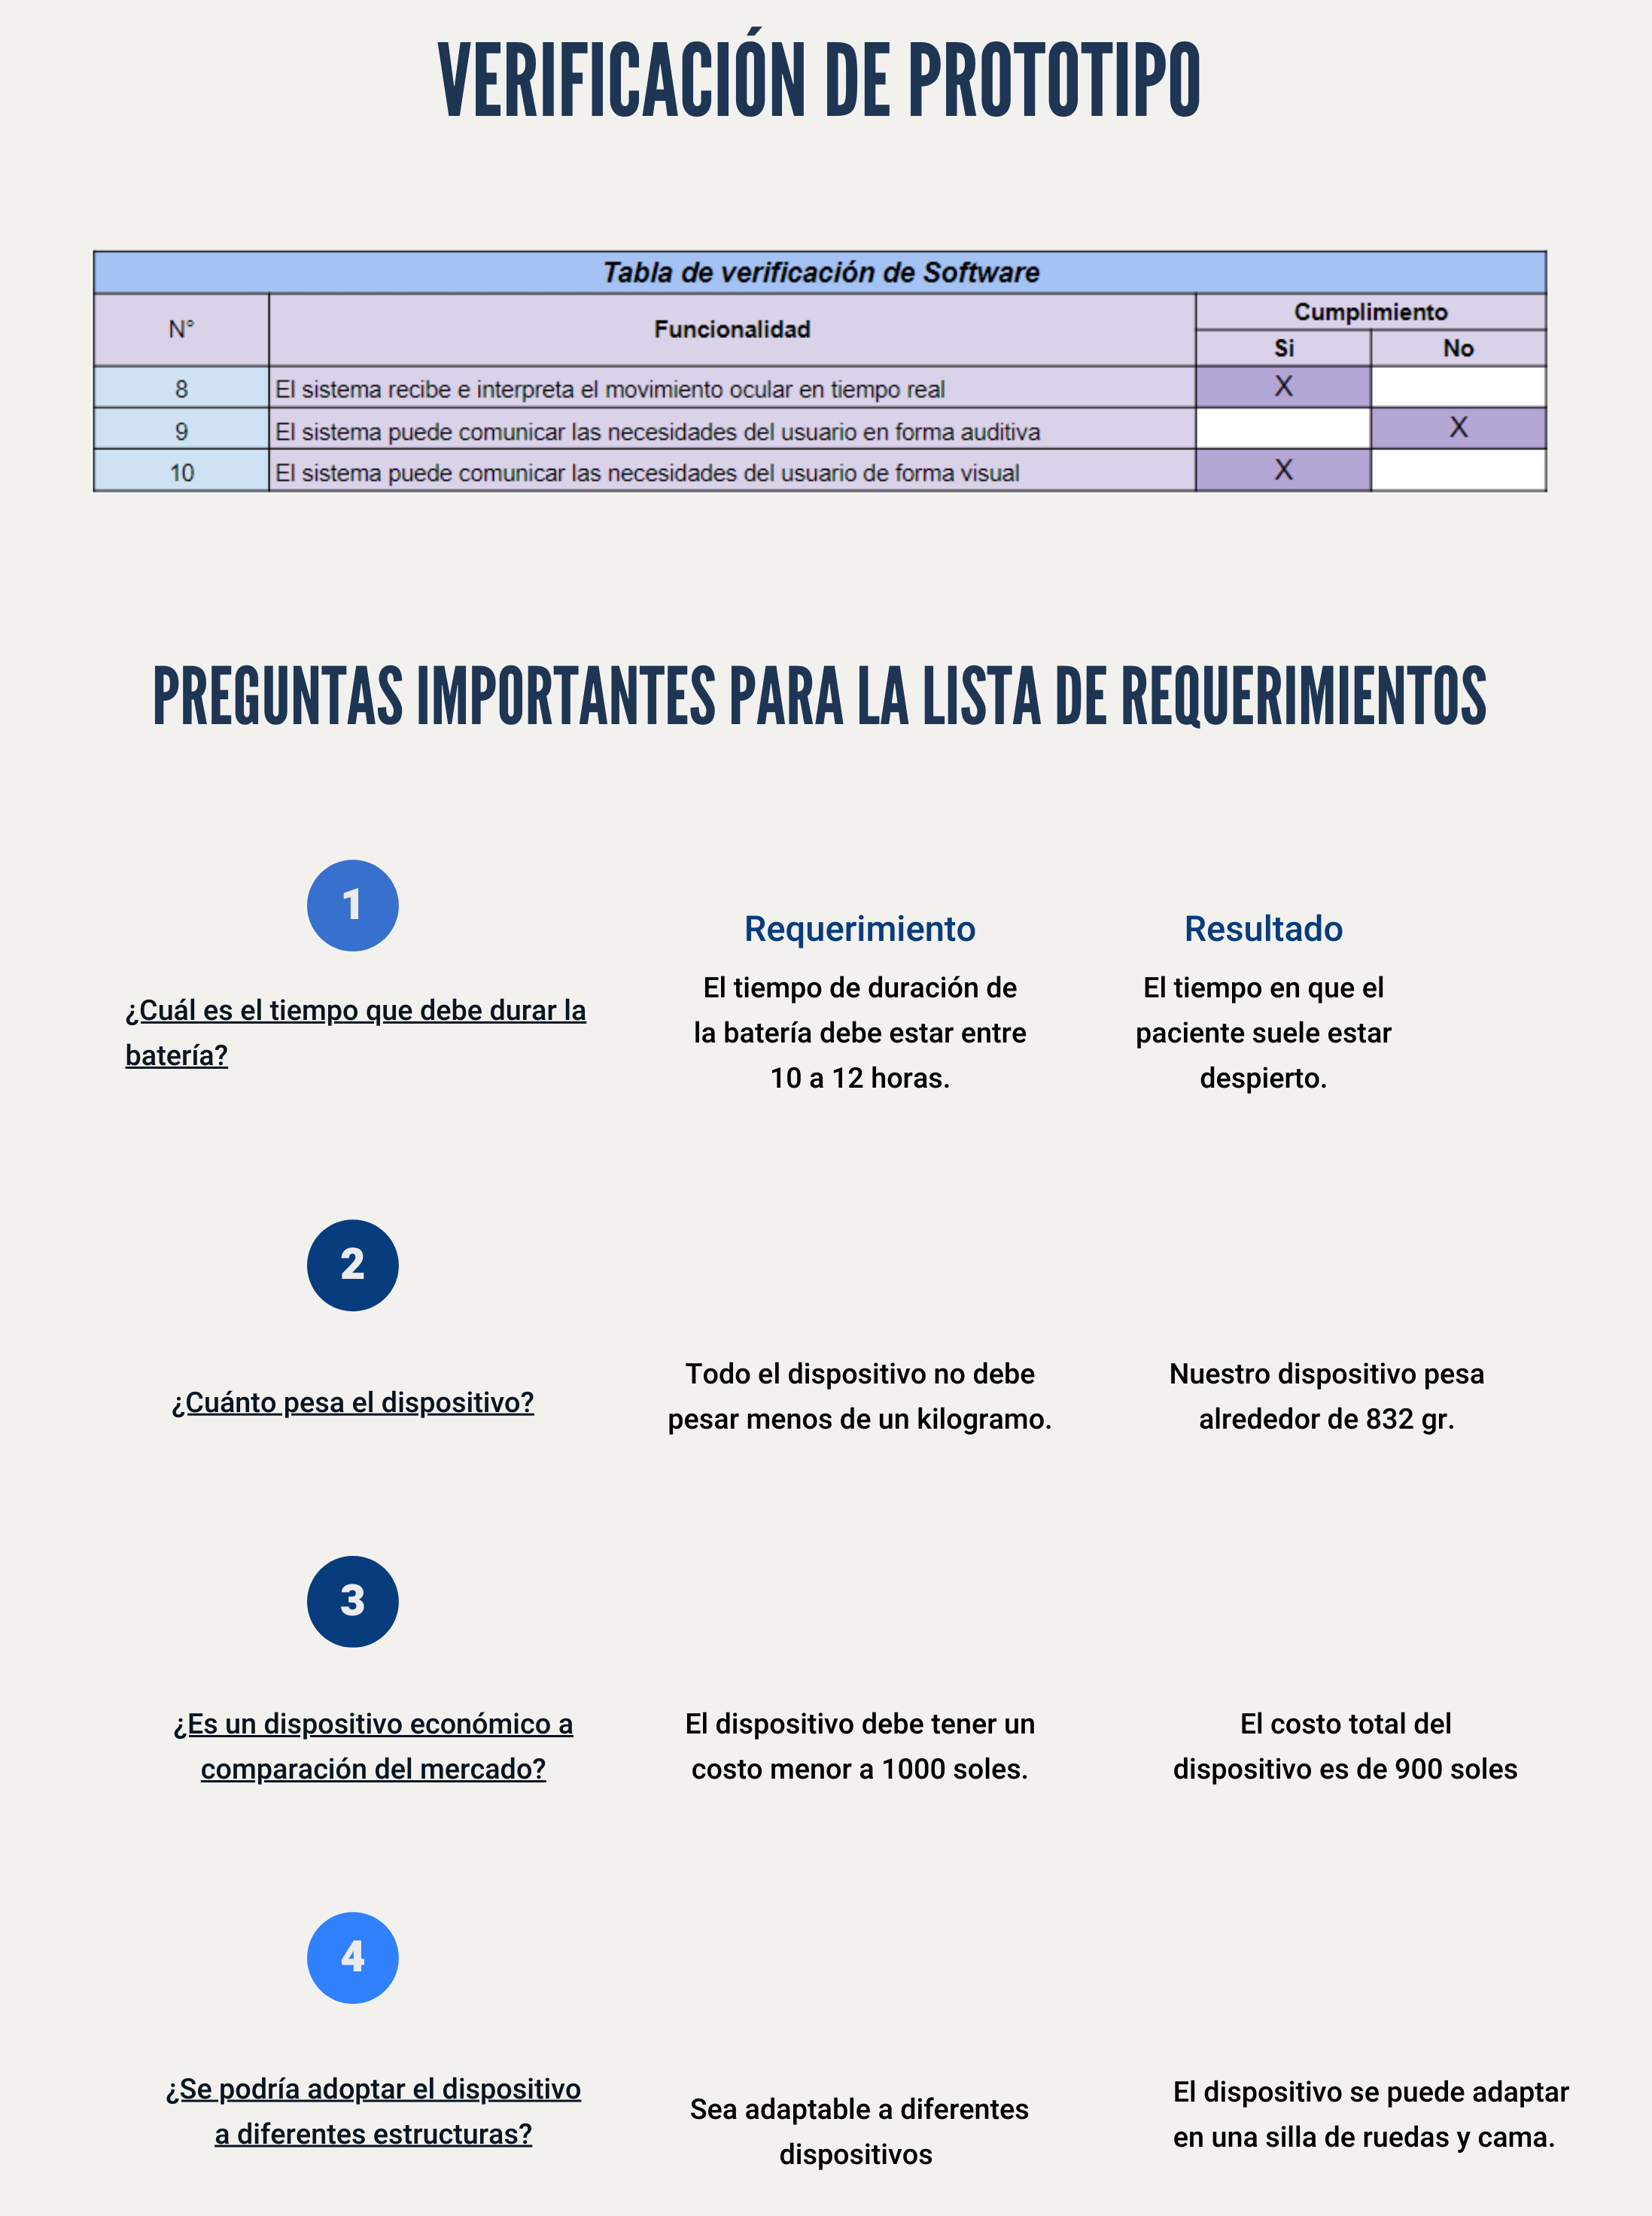 VERIFICACIÓN DE PROTOTIPO
Tabla de verificación de Software
N°
Funcionalidad
Cumplimiento
Si
No
8
El sistema recibe e interpreta el movimiento ocular en tiempo real
X
9
El sistema puede comunicar las necesidades del usuario en forma auditiva
X
10
El sistema puede comunicar las necesidades del usuario de forma visual
X
PREGUNTAS IMPORTANTES PARA LA LISTA DE REQUERIMIENTOS
1
¿Cuál es el tiempo que debe durar la
batería?
Requerimiento
El tiempo de duración de
la batería debe estar entre
10 a 12 horas.
Resultado
El tiempo en que el
paciente suele estar
despierto.
2
¿Cuánto pesa el dispositivo?
Todo el dispositivo no debe
pesar menos de un kilogramo.
Nuestro dispositivo pesa
alrededor de 832 gr.
3
¿Es un dispositivo económico a
comparación del mercado?
El dispositivo debe tener un
costo menor a 1000 soles.
El costo total del
dispositivo es de 900 soles
4
¿Se podría adoptar el dispositivo
a diferentes estructuras?
Sea adaptable a diferentes
dispositivos
El dispositivo se puede adaptar
en una silla de ruedas y cama.